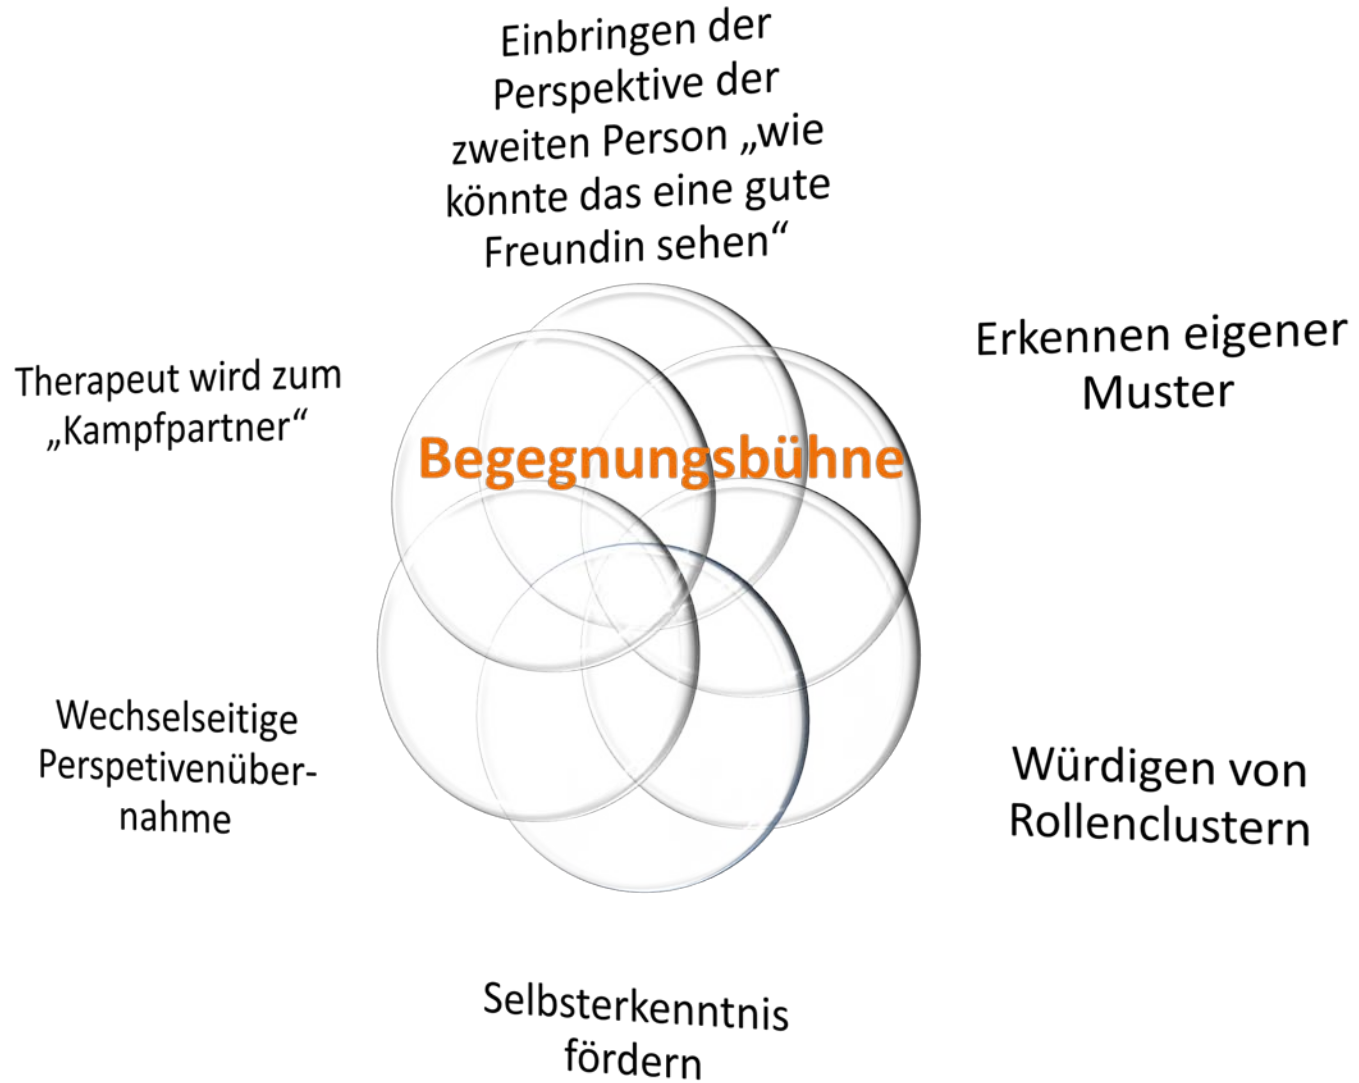 Einbringen der
Perspektive der
zweiten Person „wie
könnte das eine gute
Freundin sehen“
Erkennen eigener
Muster
Therapeut wird zum
„Kampfpartner“
Begegnungsbühne
Wechselseitige
Perspetivenüber-
nahme
Würdigen von
Rollenclustern
Selbsterkenntnis
fördern